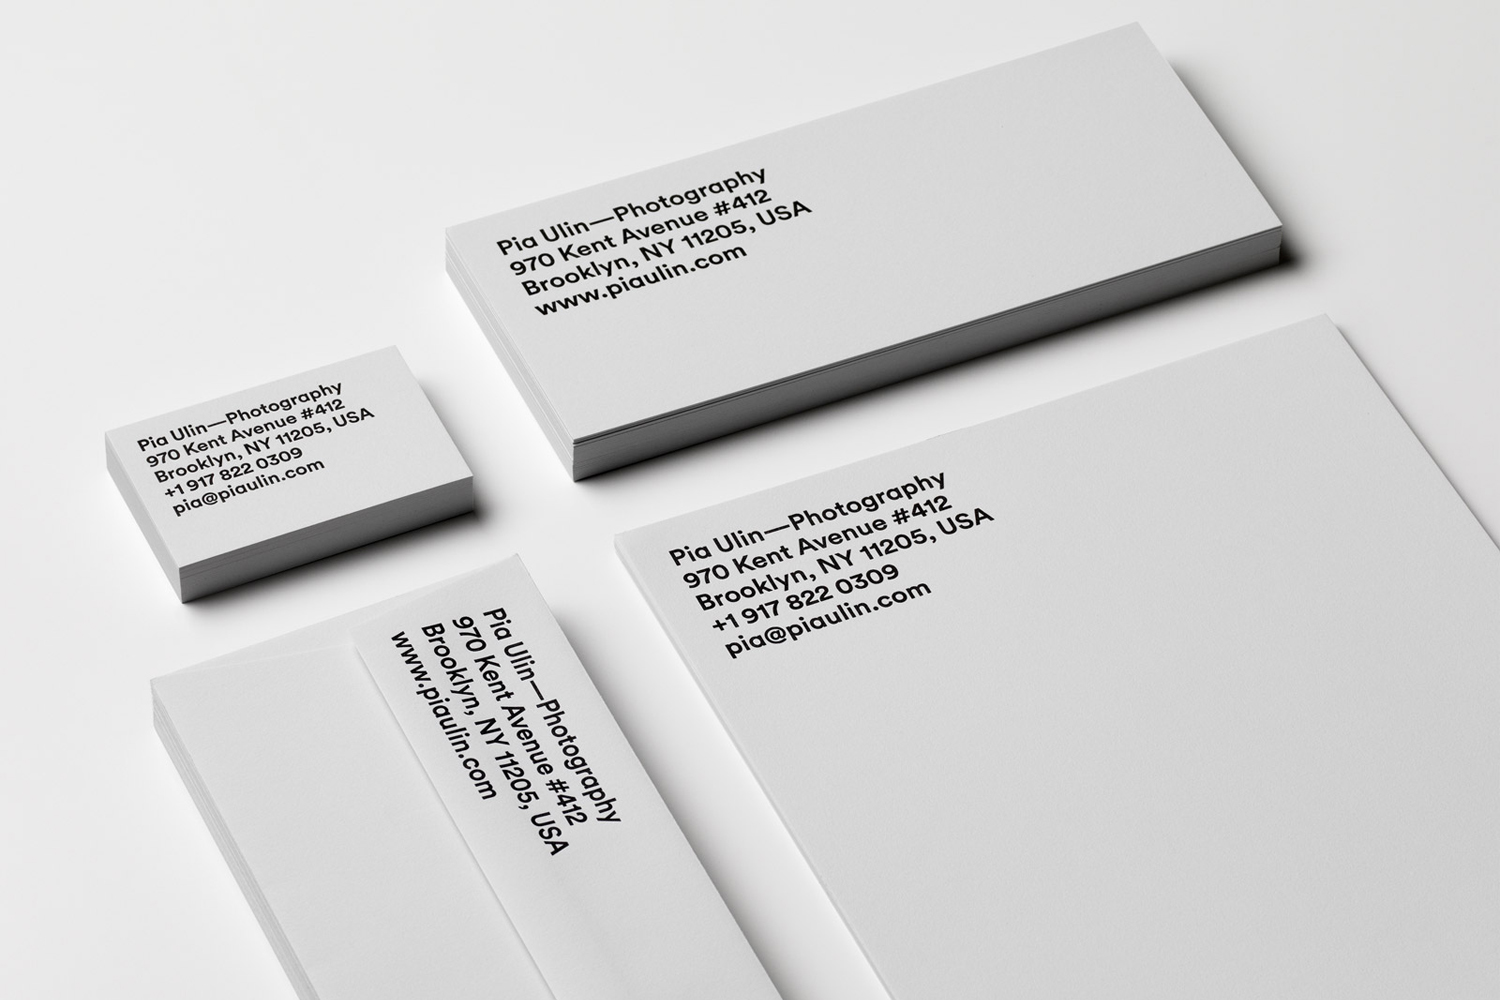 Pia Ulin—Photography
970 Kent Avenue #412
Brooklyn, NY 11205, USA
www.piaulin.com
Pia Ulin—Photography
970 Kent Avenue #412
Brooklyn, NY 11205, USA
+1 917 822 0309
pia@piaulin.com
Pia Ulin—Photography
970 Kent Avenue #412
Brooklyn, NY 11205, USA
+1 917 822 0309
pia@piaulin.com
Pia Ulin—Photography
970 Kent Avenue #412
Brooklyn, NY 11205, USA
www.piaulin.com